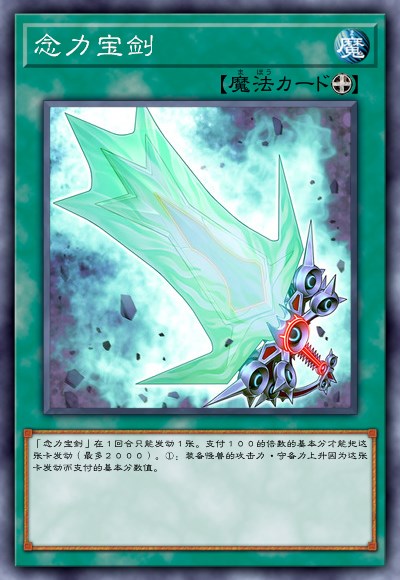 念力宝剑
魔
【魔法カード】
まほう
「念力宝剑」在1回合只能发动1张。支付100的倍数的基本分才能把这
张卡发动(最多2000)。①：装备怪兽的攻击力·守备力上升因为这张
卡发动而支付的基本分数值。